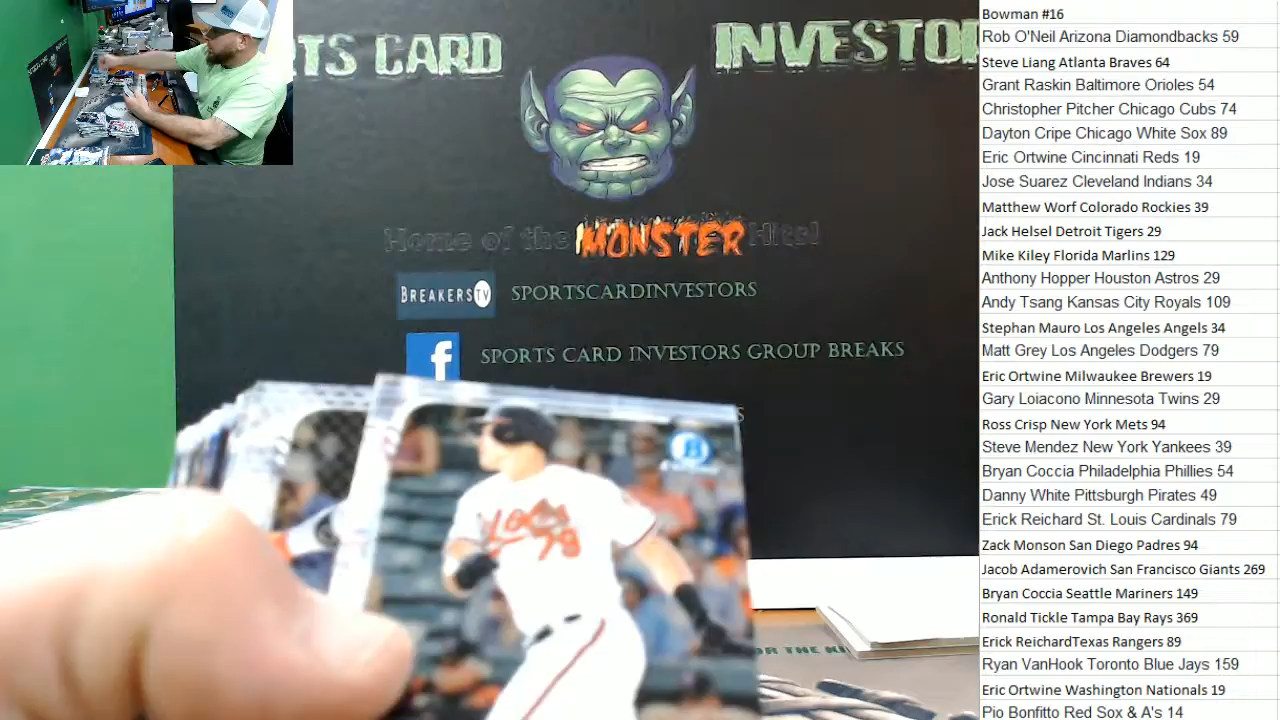 RTS CARD
INVESTOR
Home of the MONSTER Hits!
BREAKERSTV SPORTSCARDINVESTORS
f SPORTS CARD INVESTORS GROUP BREAKS
79
Bowman #16
Rob O'Neil Arizona Diamondbacks 59
Steve Liang Atlanta Braves 64
Grant Raskin Baltimore Orioles 54
Christopher Pitcher Chicago Cubs 74
Dayton Cripe Chicago White Sox 89
Eric Ortwine Cincinnati Reds 19
Jose Suarez Cleveland Indians 34
Matthew Worf Colorado Rockies 39
Jack Helsel Detroit Tigers 29
Mike Kiley Florida Marlins 129
Anthony Hopper Houston Astros 29
Andy Tsang Kansas City Royals 109
Stephan Mauro Los Angeles Angels 34
Matt Grey Los Angeles Dodgers 79
Eric Ortwine Milwaukee Brewers 19
Gary Loiacono Minnesota Twins 29
Ross Crisp New York Mets 94
Steve Mendez New York Yankees 39
Bryan Coccia Philadelphia Phillies 54
Danny White Pittsburgh Pirates 49
Erick Reichard St. Louis Cardinals 79
Zack Monson San Diego Padres 94
Jacob Adamerovich San Francisco Giants 269
Bryan Coccia Seattle Mariners 149
Ronald Tickle Tampa Bay Rays 369
Erick ReichardTexas Rangers 89
Ryan VanHook Toronto Blue Jays 159
Eric Ortwine Washington Nationals 19
Pio Bonfitto Red Sox & A's 14